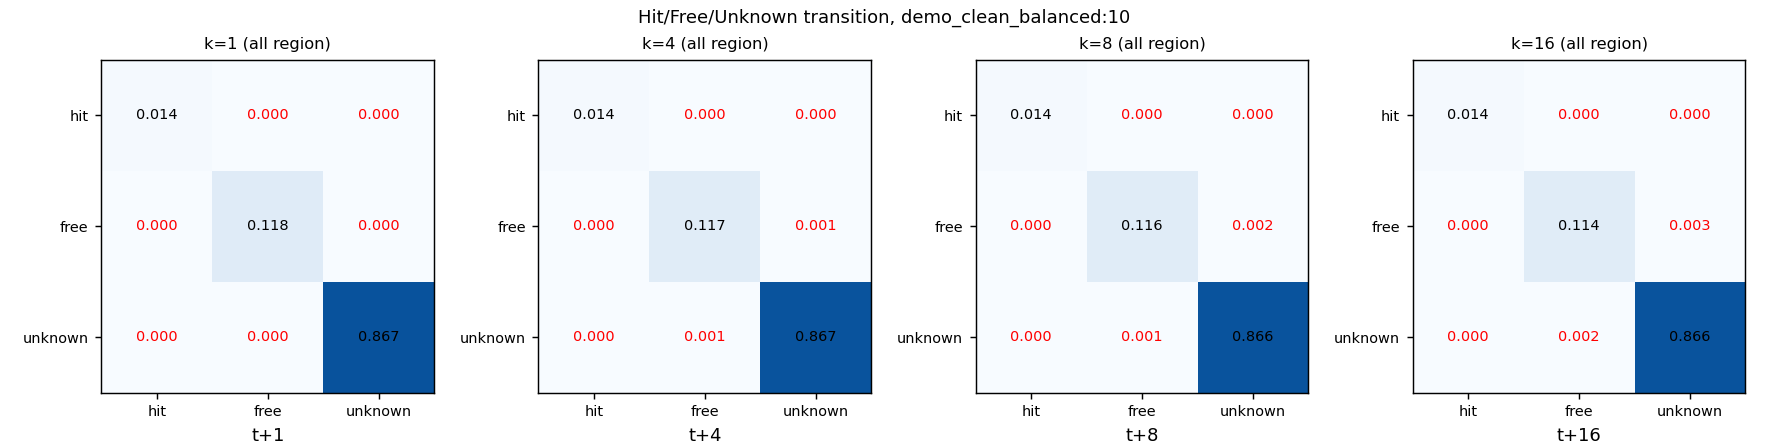 Hit/Free/Unknown transition, demo_clean_balanced:10
k=1 (all region)
hit 0.014 0.000 0.000
free 0.000 0.118 0.000
unknown 0.000 0.000 0.867
hit free unknown
t+1
k=4 (all region)
hit 0.014 0.000 0.000
free 0.000 0.117 0.001
unknown 0.000 0.001 0.867
hit free unknown
t+4
k=8 (all region)
hit 0.014 0.000 0.000
free 0.000 0.116 0.002
unknown 0.000 0.001 0.866
hit free unknown
t+8
k=16 (all region)
hit 0.014 0.000 0.000
free 0.000 0.114 0.003
unknown 0.000 0.002 0.866
hit free unknown
t+16